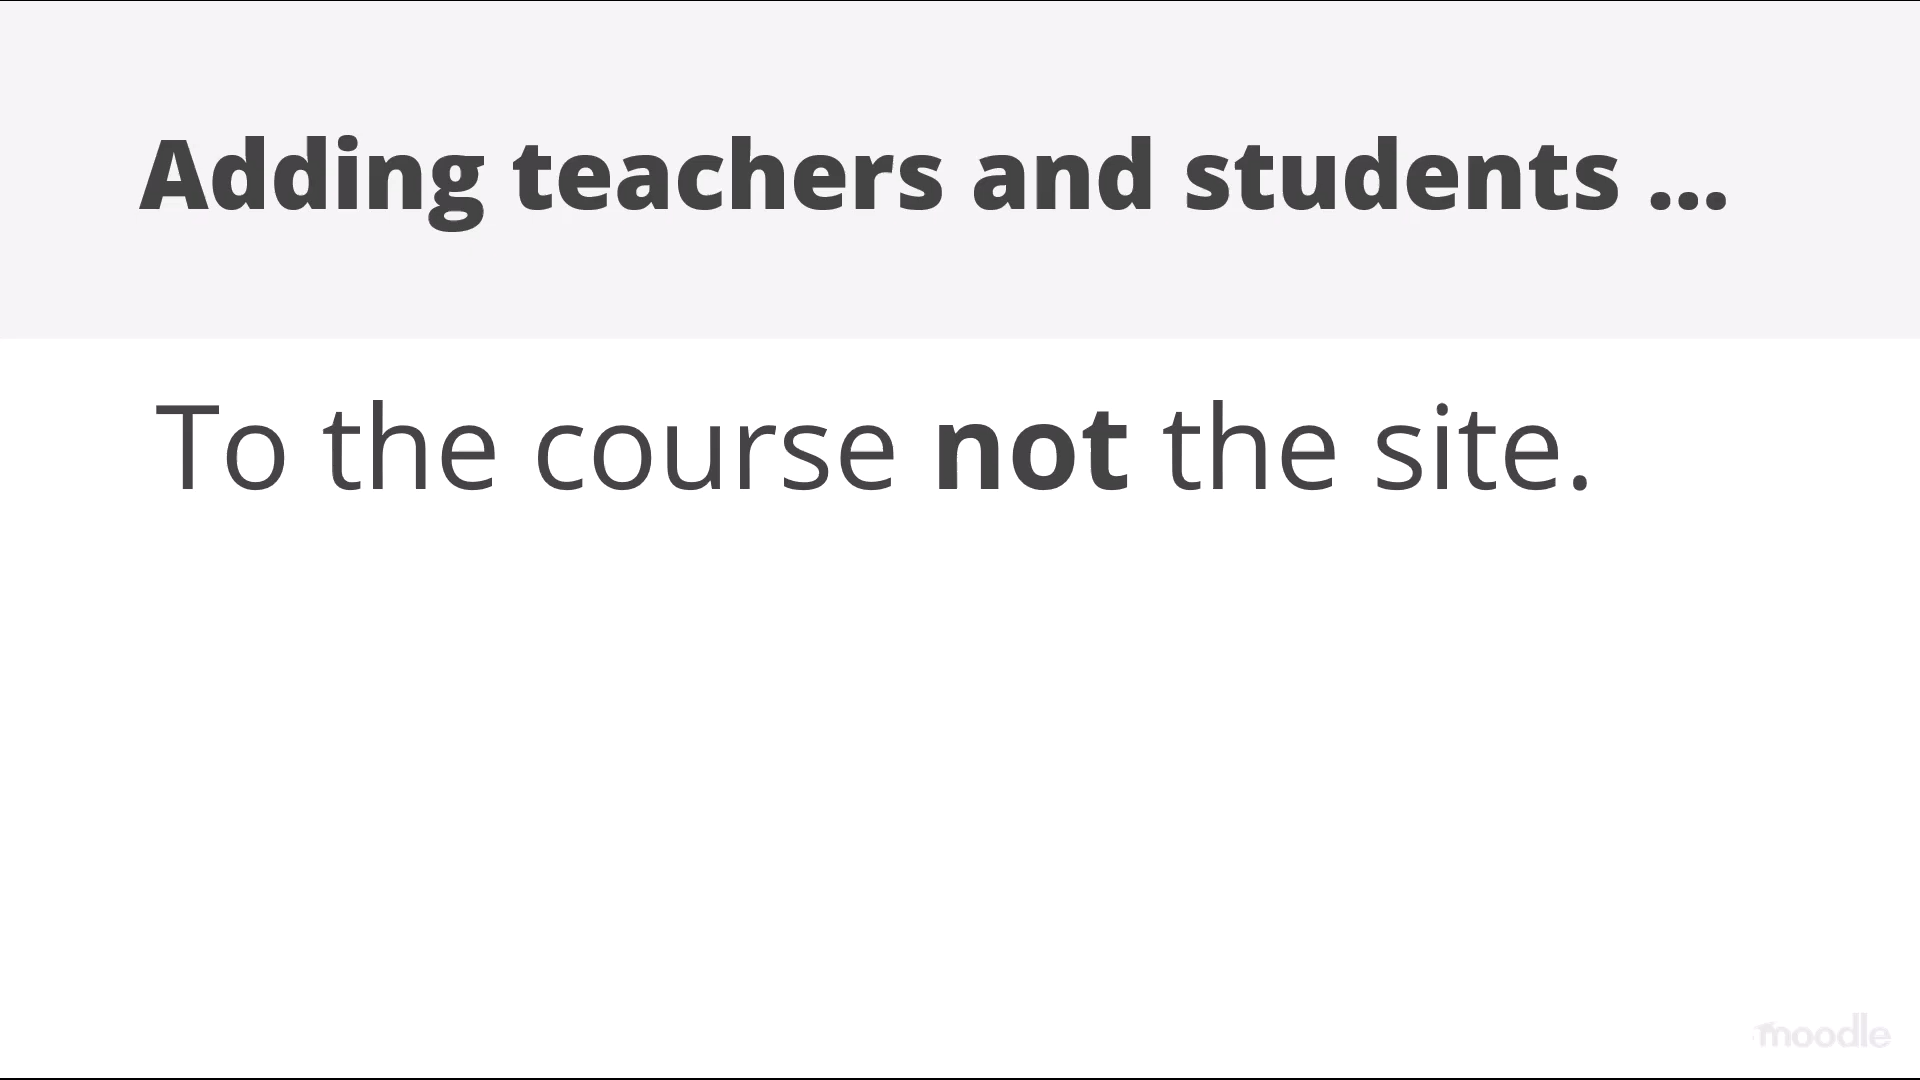 Adding teachers and students ...
To the course not the site.
moodle